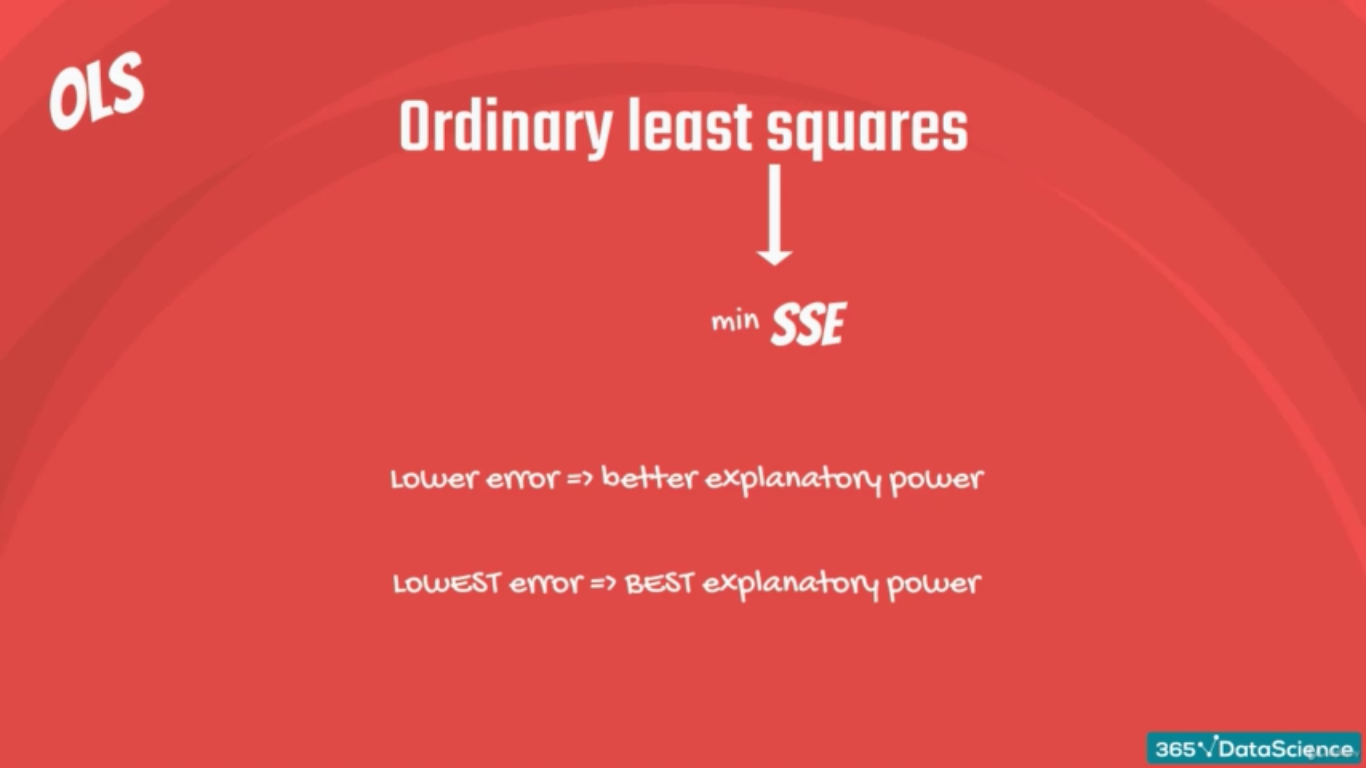 OLS
Ordinary least squares
min SSE
Lower error => better explanatory power
LOWEST error => BEST explanatory power
365 DataScience